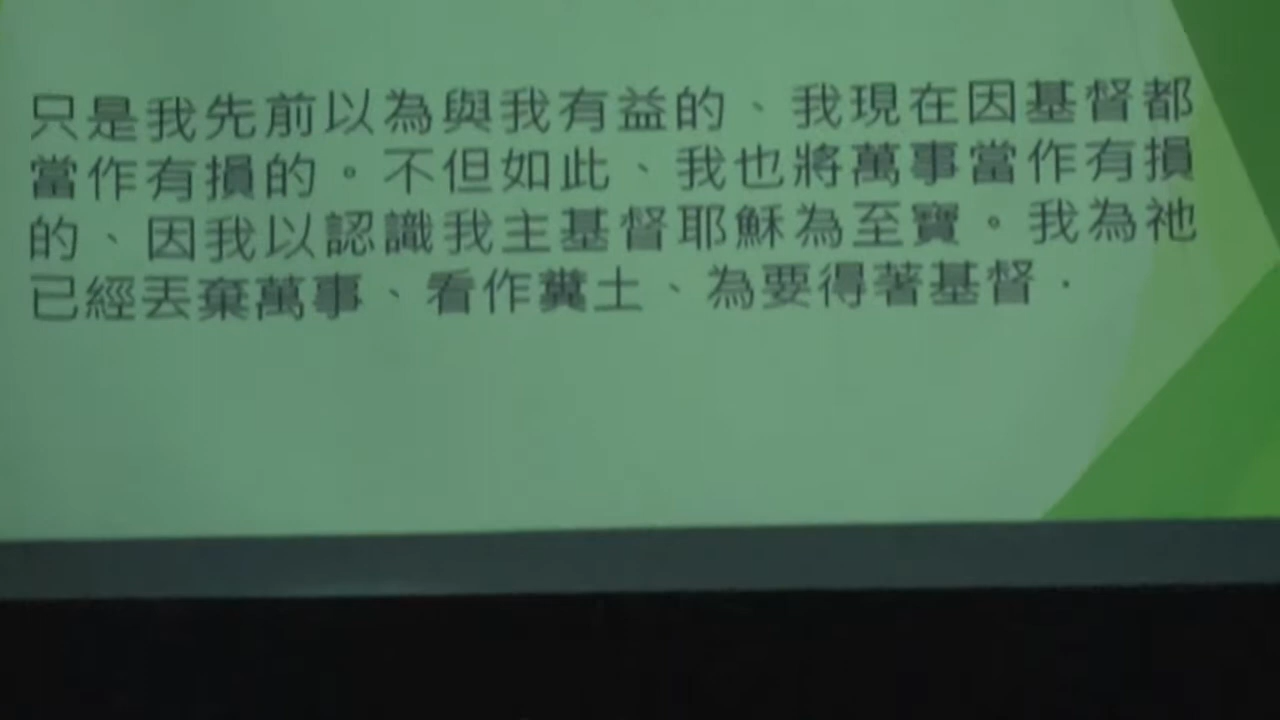 只是我先前以為與我有益的、我現在因基督都
當作有損的。不但如此、我也將萬事當作有損
的、因我以認識我主基督耶穌為至寶。我為祂
已經丟棄萬事、看作糞土、為要得著基督．